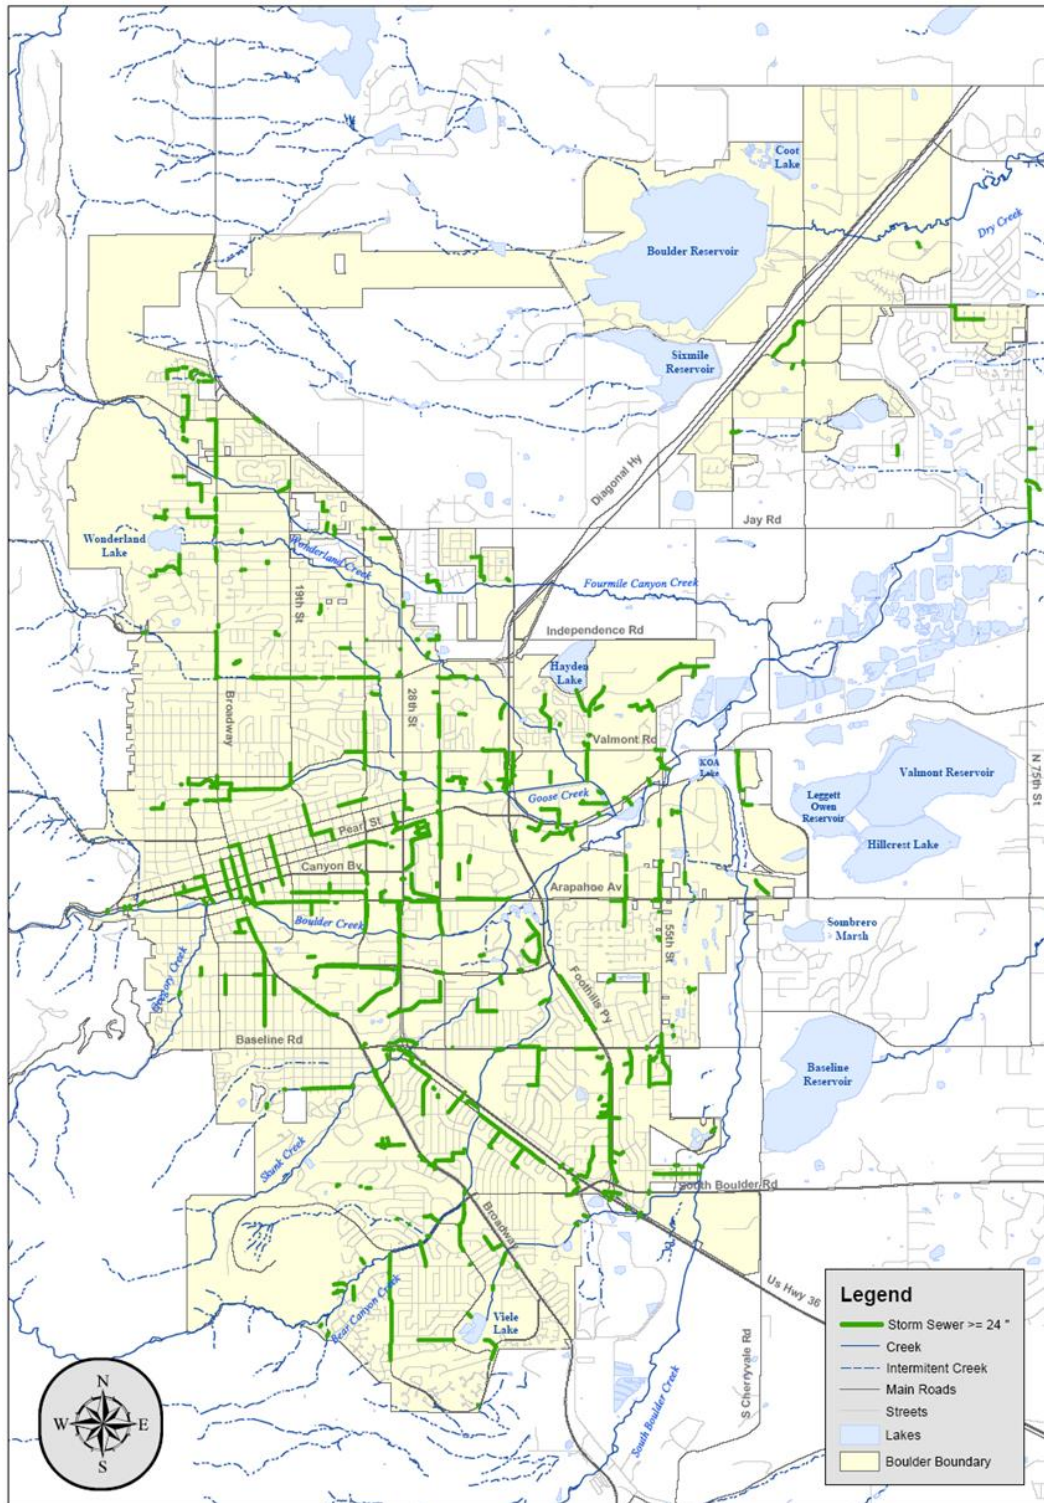 Coot
Lake
Dry Creek
Boulder Reservoir
Sixmile
Reservoir
Diagonal Hy
Jay Rd
Wonderland
Lake
Wonderland Creek
Fourmile Canyon Creek
19th St
Independence Rd
Hayden
Lake
Broadway
28th St
Valmont Rd
KOA
Lake
Valmont Reservoir
N 75th St
Goose Creek
Leggett
Owen
Reservoir
Pearl St
Hillcrest Lake
Canyon Bv
Arapahoe Av
Boulder Creek
Sombrero
Marsh
55th St
Gregory Creek
Foothills Py
Baseline Rd
Baseline
Reservoir
Skunk Creek
South Boulder Rd
Broadway
Us Hwy 36
Bear Canyon Creek
Viele
Lake
S Cherryvale Rd
South Boulder Creek
Legend
Storm Sewer >= 24 "
Creek
Intermitent Creek
Main Roads
Streets
Lakes
Boulder Boundary
N
W E
S